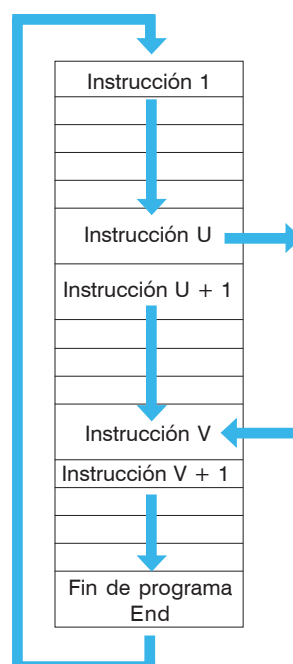 Instrucción 1
Instrucción U
Instrucción U + 1
Instrucción V
Instrucción V + 1
Fin de programa
End